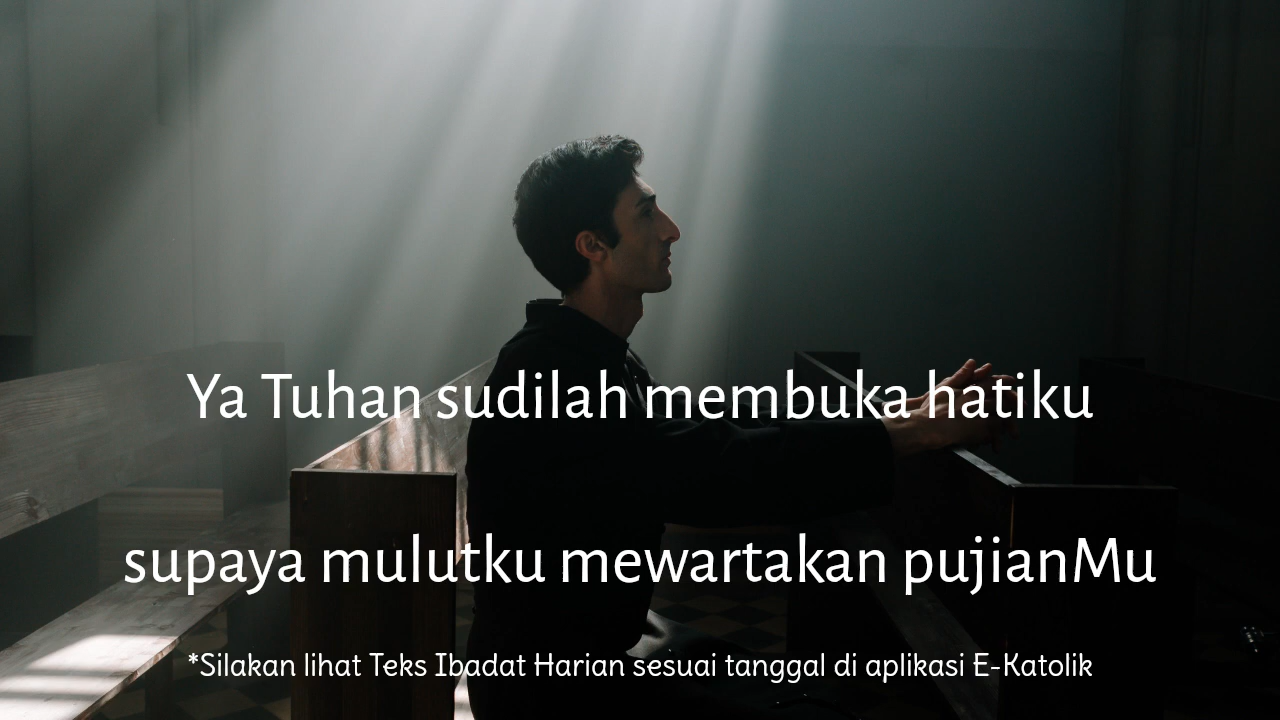 Ya Tuhan sudilah membuka hatiku
supaya mulutku mewartakan pujianMu
*Silakan lihat Teks Ibadat Harian sesuai tanggal di aplikasi E-Katolik